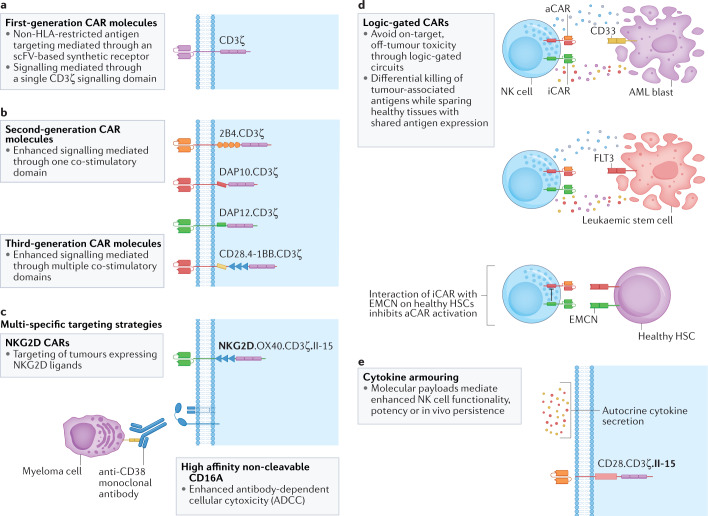 a
First-generation CAR molecules
• Non-HLA-restricted antigen
targeting mediated through an
scFV-based synthetic receptor
• Signalling mediated through
a single CD3ζ signalling domain
CD3ζ
b
Second-generation CAR
molecules
• Enhanced signalling mediated
through one co-stimulatory
domain
2B4.CD3ζ
DAP10.CD3ζ
DAP12.CD3ζ
Third-generation CAR molecules
• Enhanced signalling mediated
through multiple co-stimulatory
domains
CD28.4-1BB.CD3ζ
c
Multi-specific targeting strategies
NKG2D CARs
• Targeting of tumours expressing
NKG2D ligands
NKG2D.OX40.CD3ζ.Il-15
Myeloma cell
anti-CD38
monoclonal
antibody
High affinity non-cleavable
CD16A
• Enhanced antibody-dependent
cellular cyotoxicity (ADCC)
d
Logic-gated CARs
• Avoid on-target,
off-tumour toxicity
through logic-gated
circuits
• Differential killing of
tumour-associated
antigens while sparing
healthy tissues with
shared antigen expression
aCAR
CD33
NK cell
iCAR
AML blast
FLT3
Leukaemic stem cell
Interaction of iCAR with
EMCN on healthy HSCs
inhibits aCAR activation
EMCN
Healthy HSC
e
Cytokine armouring
• Molecular payloads mediate
enhanced NK cell functionality,
potency or in vivo persistence
Autocrine cytokine
secretion
CD28.CD3ζ.Il-15